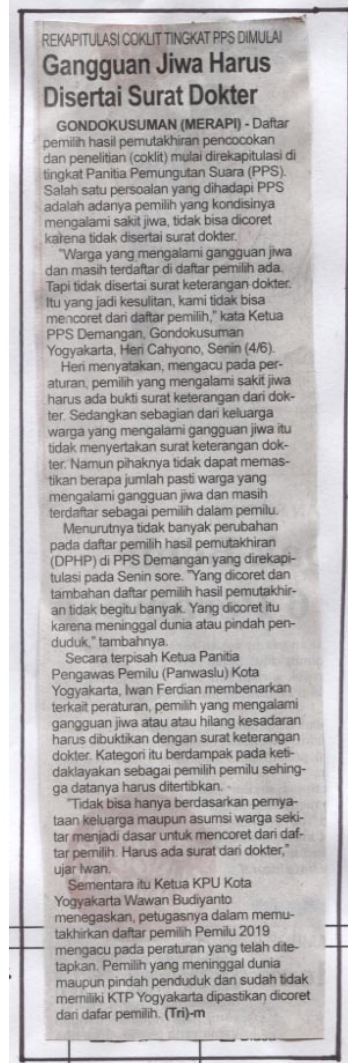 REKAPITULASI COKLIT TINGKAT PPS DIMULAI
Gangguan Jiwa Harus
Disertai Surat Dokter
GONDOKUSUMAN (MERAPI) - Daftar
pemilih hasil pemutakhiran pencocokan
dan penelitian (coklit) mulai direkapitulasi di
tingkat Panitia Pemungutan Suara (PPS).
Salah satu persoalan yang dihadapi PPS
adalah adanya pemilih yang kondisinya
mengalami sakit jiwa, tidak bisa dicoret
karena tidak disertai surat dokter.
"Warga yang mengalami gangguan jiwa
dan masih terdaftar di daftar pemilih ada.
Tapi tidak disertai surat keterangan dokter.
Itu yang jadi kesulitan, kami tidak bisa
mencoret dari daftar pemilih," kata Ketua
PPS Demangan, Gondokusuman
Yogyakarta, Heri Cahyono, Senin (4/6).
Heri menyatakan, mengacu pada per-
aturan, pemilih yang mengalami sakit jiwa
harus ada bukti surat keterangan dari dok-
ter. Sedangkan sebagian dari keluarga
warga yang mengalami gangguan jiwa itu
tidak menyertakan surat keterangan dok-
ter. Namun pihaknya tidak dapat memas-
tikan berapa jumlah pasti warga yang
mengalami gangguan jiwa dan masih
terdaftar sebagai pemilih dalam pemilu.
Menurutnya tidak banyak perubahan
pada daftar pemilih hasil pemutakhiran
(DPHP) di PPS Demangan yang direkapi-
tulasi pada Senin sore. "Yang dicoret dan
tambahan daftar pemilih hasil pemutakhir-
an tidak begitu banyak. Yang dicoret itu
karena meninggal dunia atau pindah pen-
duduk," tambahnya.
Secara terpisah Ketua Panitia
Pengawas Pemilu (Panwaslu) Kota
Yogyakarta, Iwan Ferdian membenarkan
terkait peraturan, pemilih yang mengalami
gangguan jiwa atau atau hilang kesadaran
harus dibuktikan dengan surat keterangan
dokter. Kategori itu berdampak pada keti-
daklayakan sebagai pemilih pemilu sehing-
ga datanya harus ditertibkan.
"Tidak bisa hanya berdasarkan pernya-
taan keluarga maupun asumsi warga seki-
tar menjadi dasar untuk mencoret dari daf-
tar pemilih. Harus ada surat dari dokter,"
ujar Iwan.
Sementara itu Ketua KPU Kota
Yogyakarta Wawan Budiyanto
menegaskan, petugasnya dalam memu-
takhirkan daftar pemilih Pemilu 2019
mengacu pada peraturan yang telah dite-
tapkan. Pemilih yang meninggal dunia
maupun pindah penduduk dan sudah tidak
memiliki KTP Yogyakarta dipastikan dicoret
dari dafar pemilih. (Tri)-m